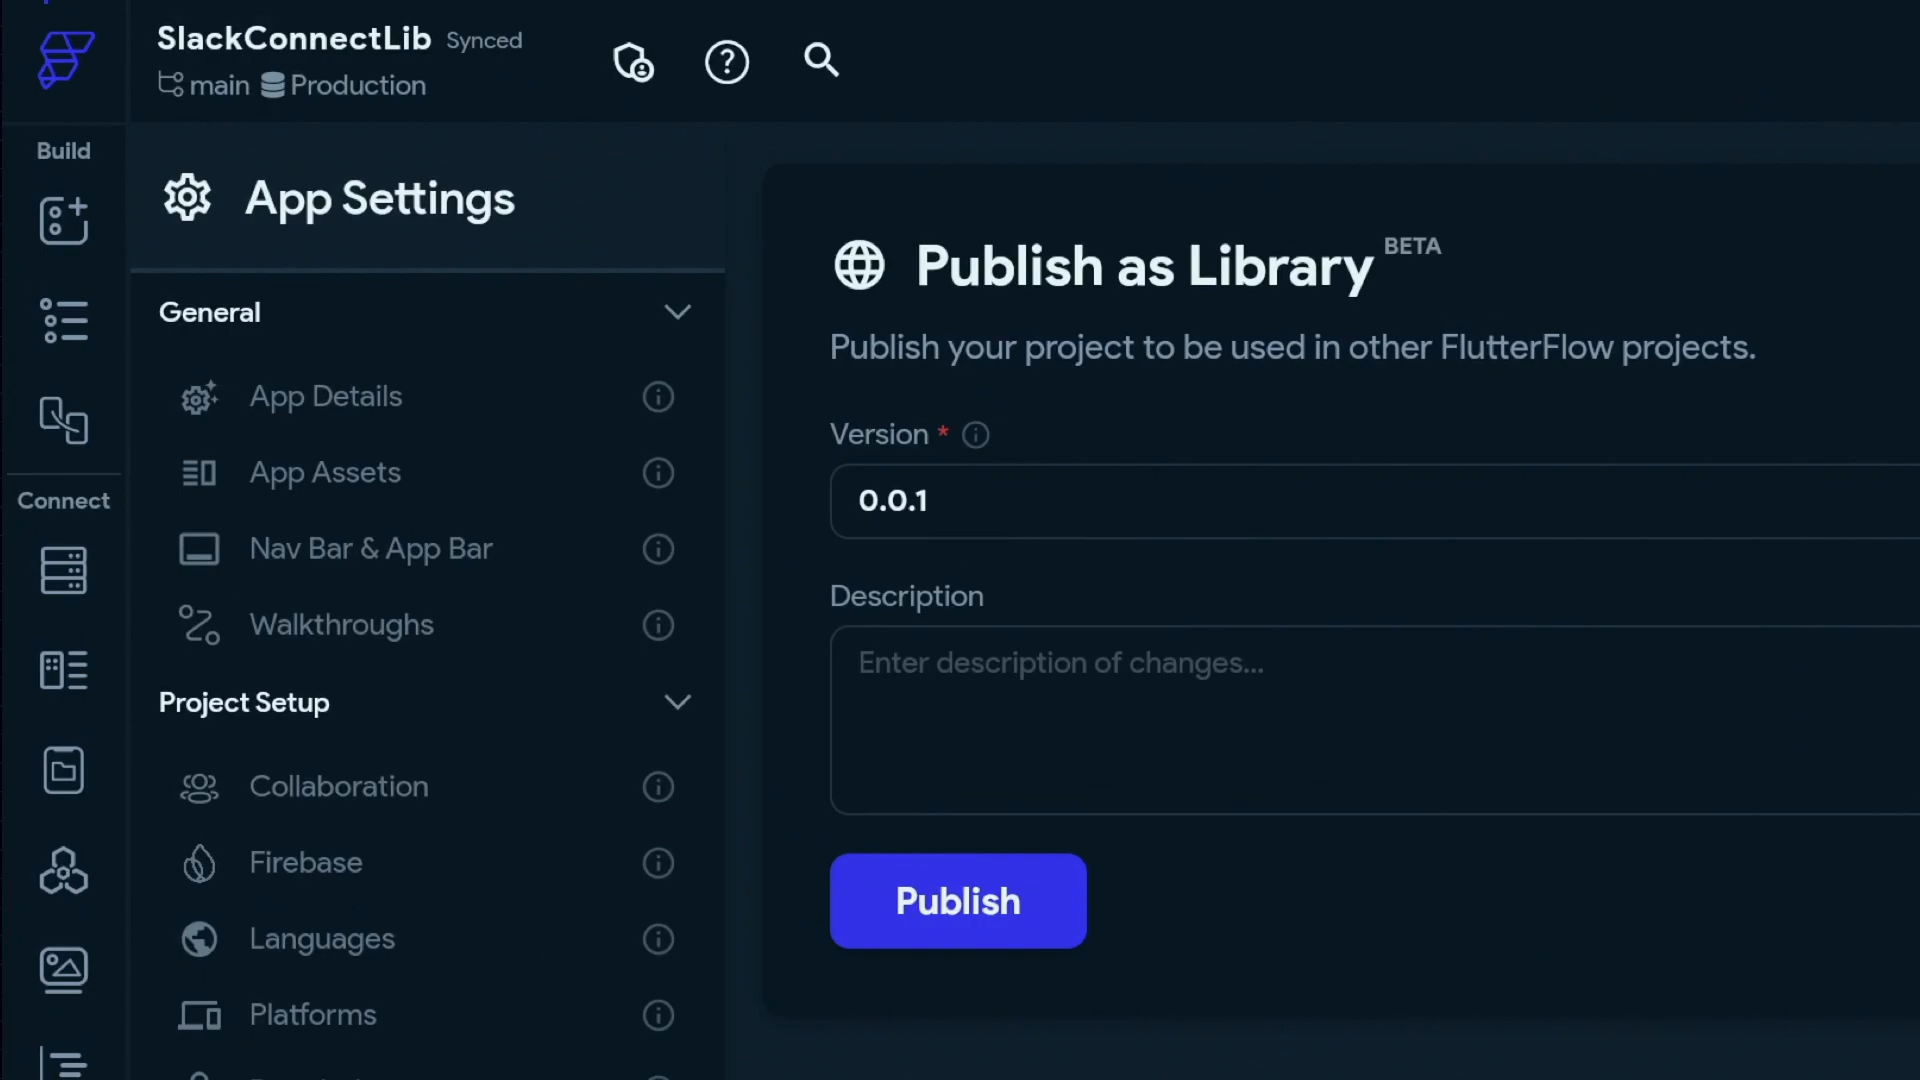 SlackConnectLib Synced
main Production
Build
Connect
App Settings
General
App Details
App Assets
Nav Bar & App Bar
Walkthroughs
Project Setup
Collaboration
Firebase
Languages
Platforms
Publish as Library BETA
Publish your project to be used in other FlutterFlow projects.
Version *
0.0.1
Description
Enter description of changes...
Publish